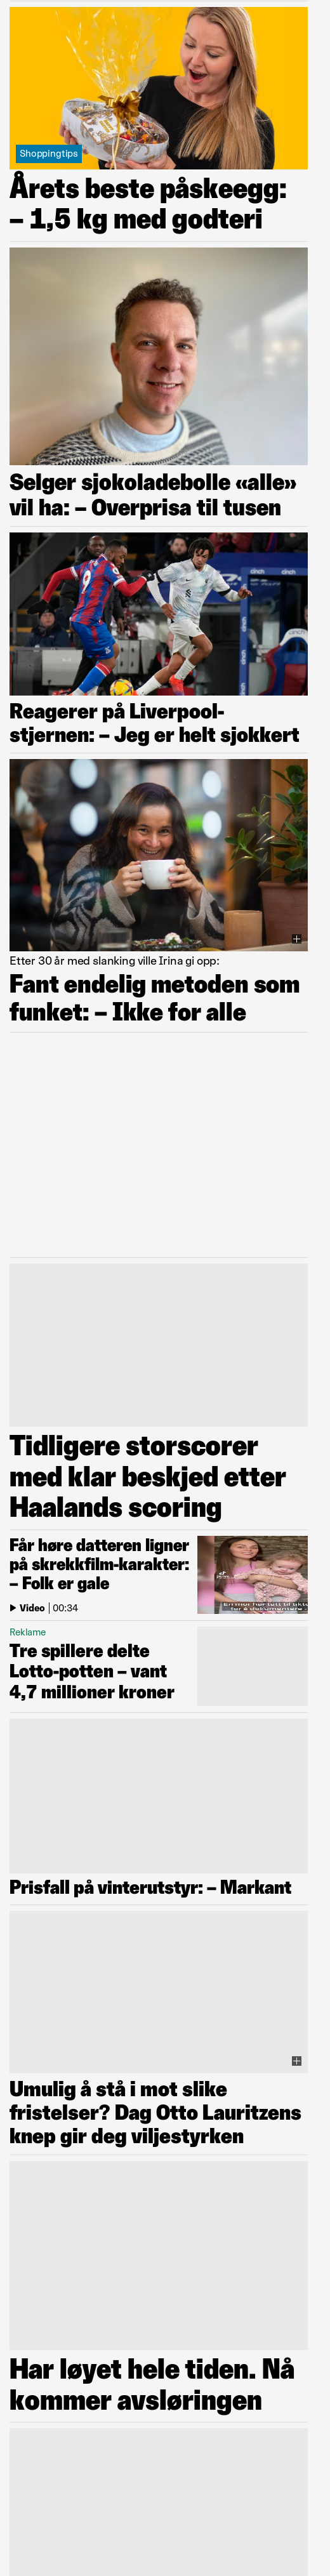 Shoppingtips
Årets beste påskeegg:
– 1,5 kg med godteri
Selger sjokoladebolle «alle»
vil ha: – Overprisa til tusen
cinch
cinch
Reagerer på Liverpool-
stjernen: – Jeg er helt sjokkert
Etter 30 år med slanking ville Irina gi opp:
Fant endelig metoden som
funket: – Ikke for alle
Tidligere storscorer
med klar beskjed etter
Haalands scoring
Får høre datteren ligner
på skrekkfilm-karakter:
– Folk er gale
Video | 00:34
Reklame
Tre spillere delte
Lotto-potten – vant
4,7 millioner kroner
Prisfall på vinterutstyr: – Markant
Umulig å stå i mot slike
fristelser? Dag Otto Lauritzens
knep gir deg viljestyrken
Har løyet hele tiden. Nå
kommer avsløringen